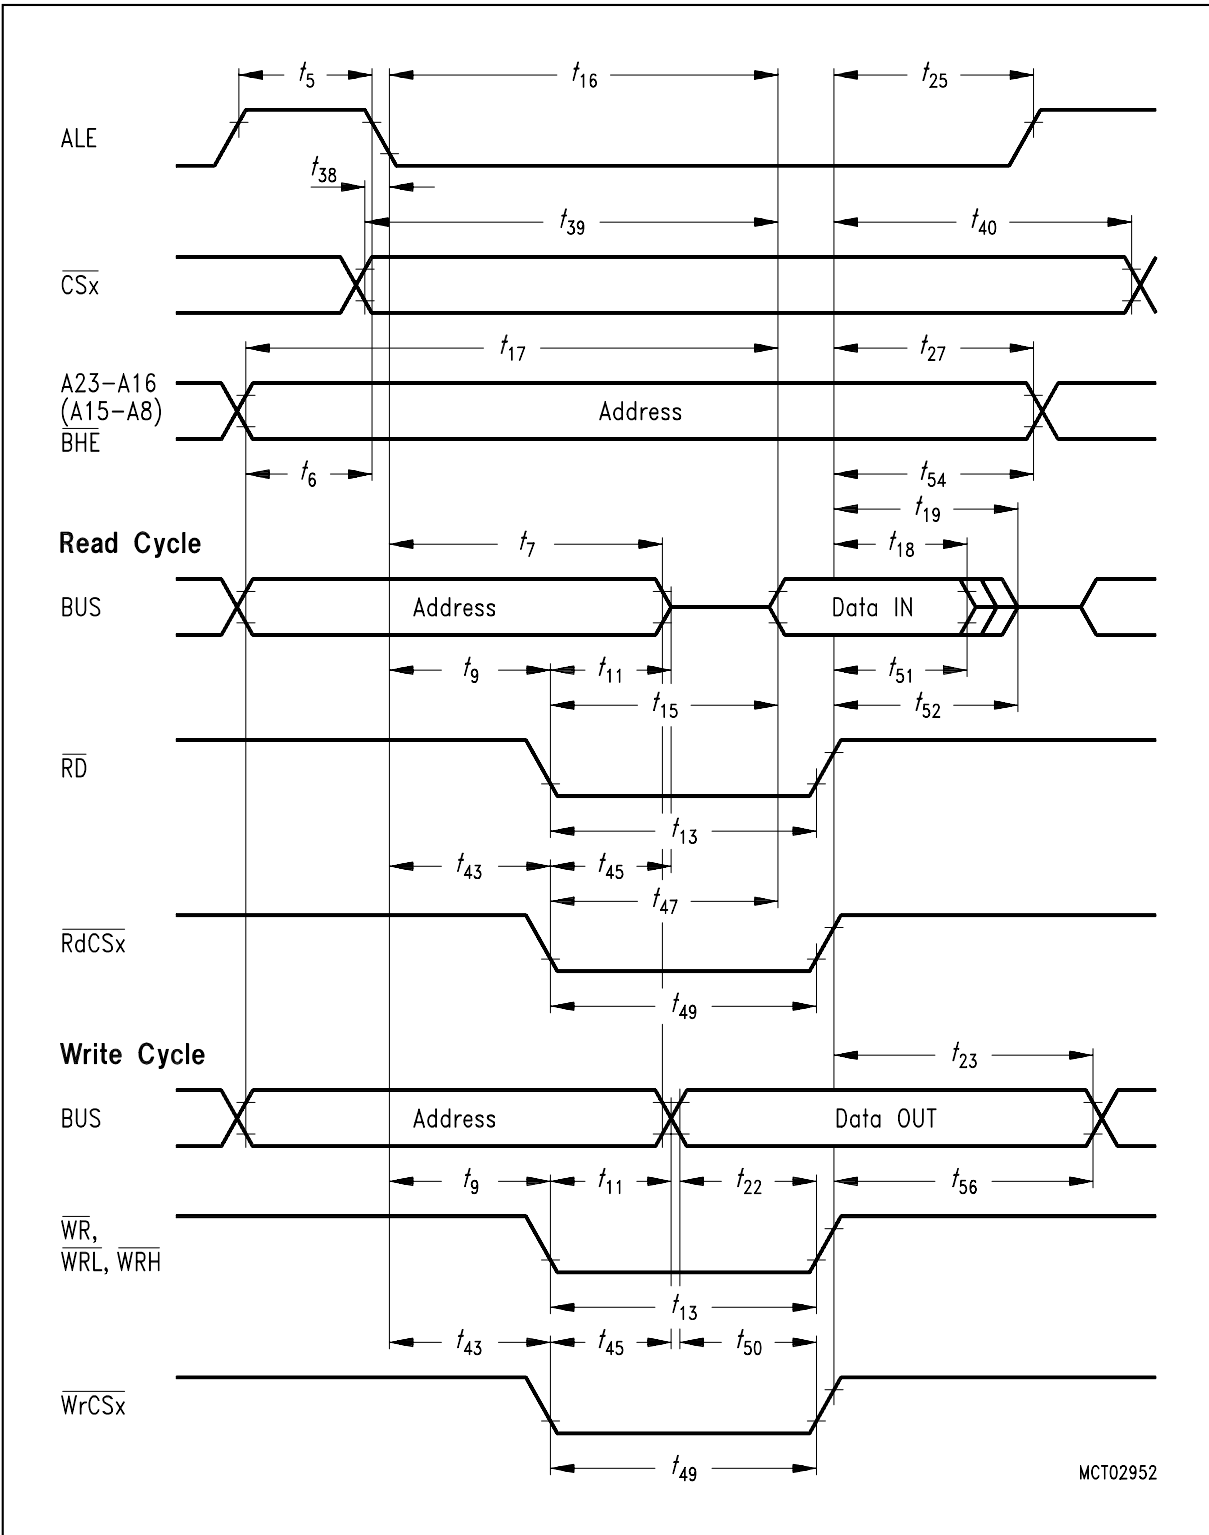 t5 t16 t25
ALE
t38
t39 t40
CSx
t17 t27
A23-A16
(A15-A8)
BHE
Address
t6 t54
t19
Read Cycle
t7 t18
BUS Address Data IN
t9 t11 t51
t15 t52
RD
t13
t43 t45
t47
RdCSx
t49
Write Cycle
t23
BUS Address Data OUT
t9 t11 t22 t56
WR,
WRL, WRH
t13
t43 t45 t50
WrCSx
t49
MCT02952